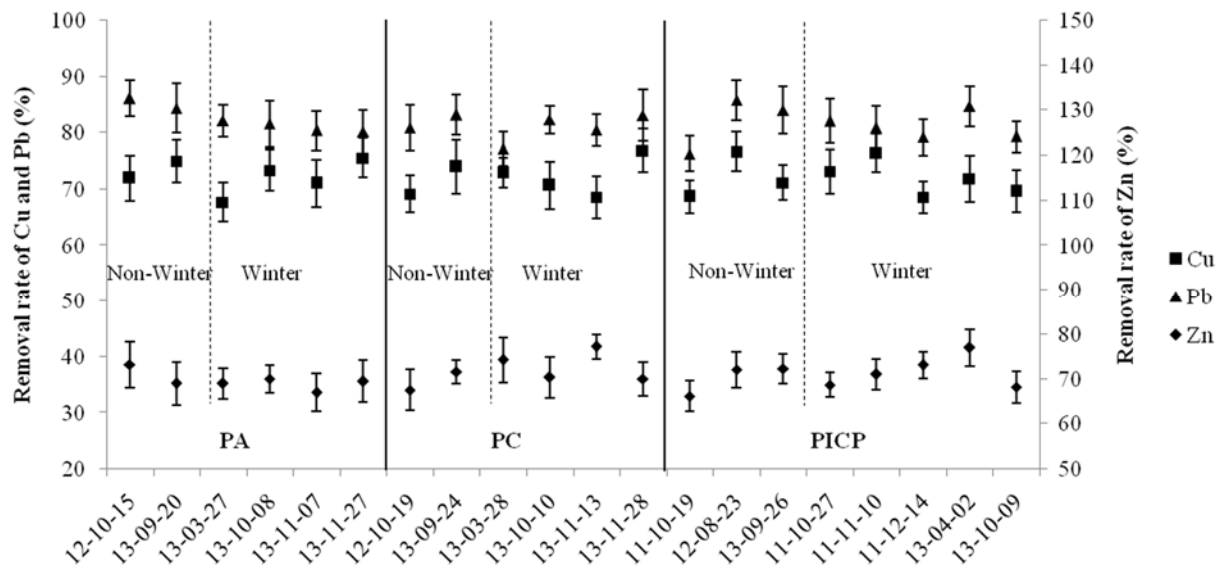 Removal rate of Cu and Pb (%)
100
90
80
70
60
50
40
30
20
150
140
130
120
110
100
90
80
70
60
50
Removal rate of Zn (%)
Non-Winter
Winter
Non-Winter
Winter
Non-Winter
Winter
PA
PC
PICP
12-10-15
13-09-20
13-03-27
13-10-08
13-11-07
13-11-27
12-10-19
13-09-24
13-03-28
13-10-10
13-11-13
13-11-28
11-10-19
12-08-23
13-09-26
11-10-27
11-11-10
11-12-14
13-04-02
13-10-09
Cu
Pb
Zn